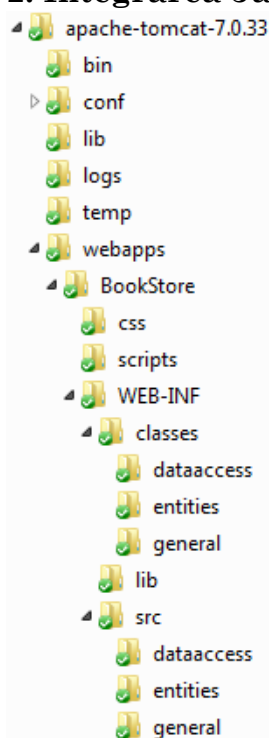 apache-tomcat-7.0.33
bin
conf
lib
logs
temp
webapps
BookStore
css
scripts
WEB-INF
classes
dataaccess
entities
general
lib
src
dataaccess
entities
general